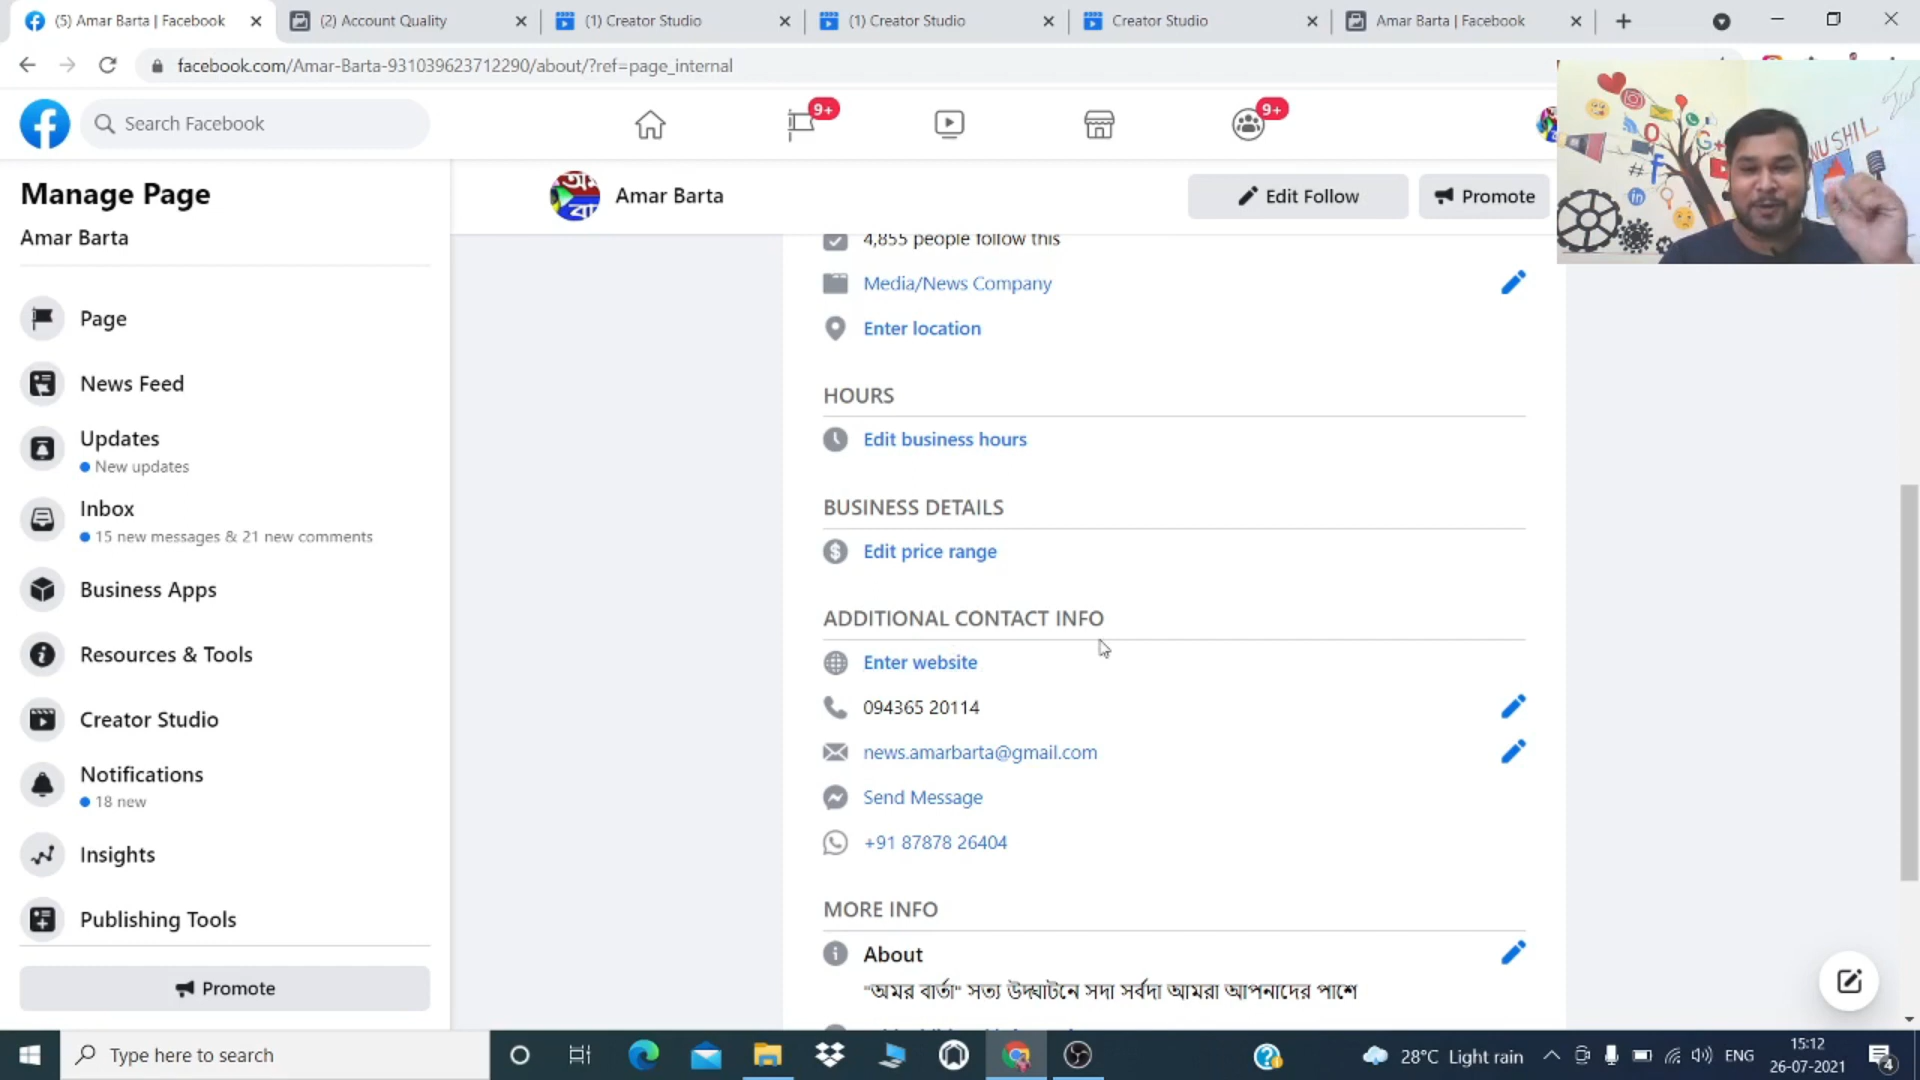 (5) Amar Barta | Facebook
(2) Account Quality
(1) Creator Studio
(1) Creator Studio
Creator Studio
Amar Barta | Facebook
facebook.com/Amar-Barta-931039623712290/about/?ref=page_internal
Search Facebook
9+
9+
Manage Page
Amar Barta
Page
News Feed
Updates
New updates
Inbox
15 new messages & 21 new comments
Business Apps
Resources & Tools
Creator Studio
Notifications
18 new
Insights
Publishing Tools
Promote
Amar Barta
Edit Follow
Promote
4,855 people follow this
Media/News Company
Enter location
HOURS
Edit business hours
BUSINESS DETAILS
Edit price range
ADDITIONAL CONTACT INFO
Enter website
094365 20114
news.amarbarta@gmail.com
Send Message
+91 87878 26404
MORE INFO
About
"অমর বার্তা" সত্য উদ্ঘাটনে সদা সর্বদা আমরা আপনাদের পাশে
Type here to search
28°C Light rain
ENG
15:12
26-07-2021
4